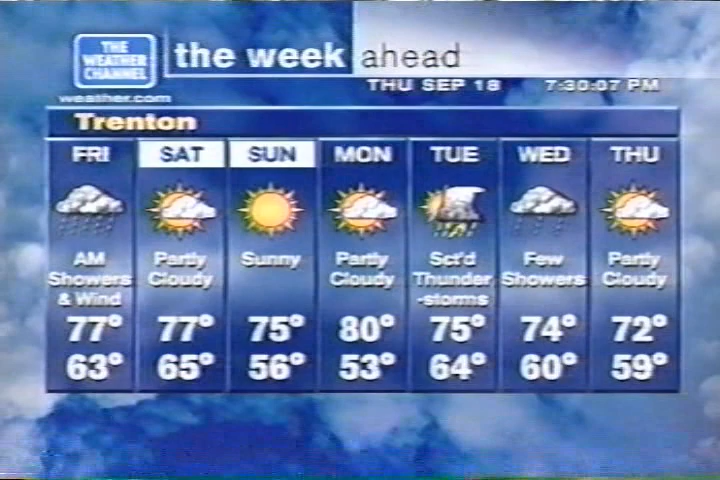 THE
WEATHER
CHANNEL
weather.com
the week ahead
THU SEP 18 7:30:07 PM
Trenton
FRI SAT SUN MON TUE WED THU
AM Showers & Wind
Partly Cloudy
Sunny
Partly Cloudy
Sct'd Thunder-storms
Few Showers
Partly Cloudy
77° 77° 75° 80° 75° 74° 72°
63° 65° 56° 53° 64° 60° 59°